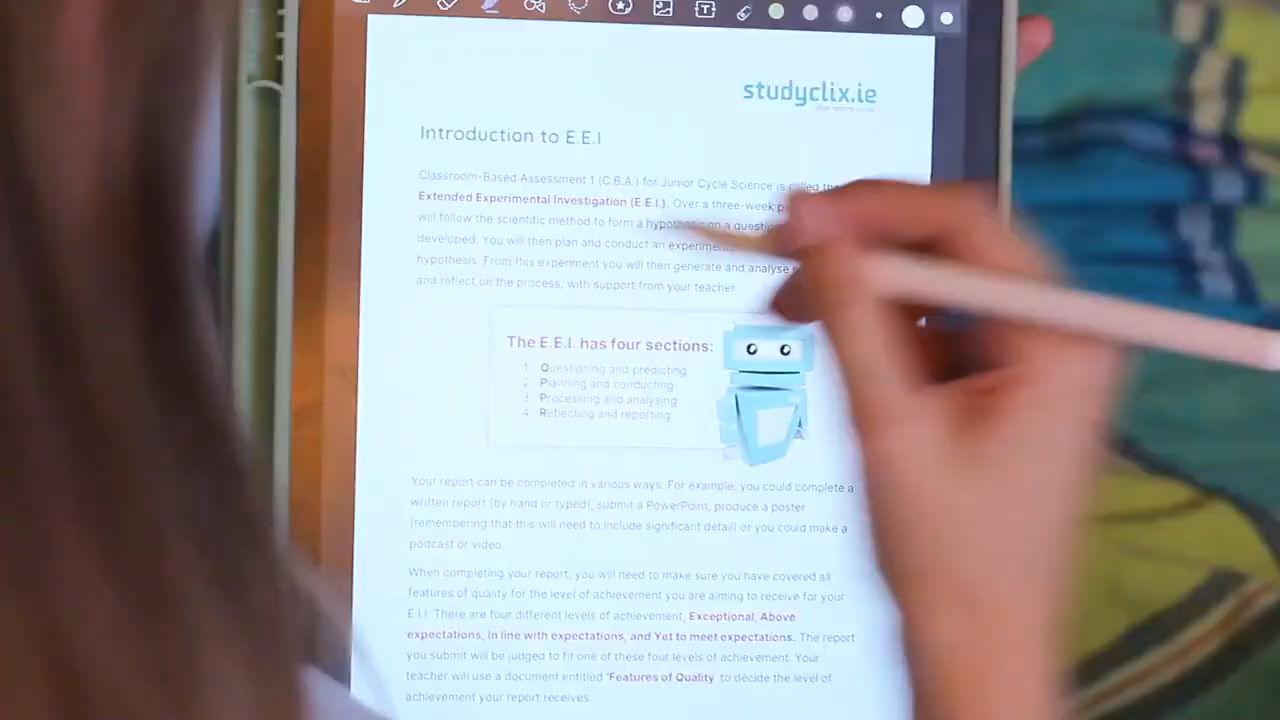 studyclix.ie
Introduction to E.E.I
Classroom-Based Assessment 1 (C.B.A.) for Junior Cycle Science is called the
Extended Experimental Investigation (E.E.I.). Over a three-week
will follow the scientific method to form a on a
developed. You will then plan and conduct an
hypothesis. From this experiment you will then generate and analyse
and reflect on the process, with support from your teacher.
The E.E.I. has four sections:
1 Questioning and predicting
2 Planning and conducting
3 Processing and analysing
4 Reflecting and reporting
Your report can be completed in various ways. For example, you could complete a
written report (by hand or typed), submit a PowerPoint, produce a poster
(remembering that this will need to include significant detail) or you could make a
podcast or video.
When completing your report, you will need to make sure you have covered all
features of quality for the level of achievement you are aiming to receive for your
E.I.I. There are four different levels of achievement, Exceptional, Above
expectations, In line with expectations, and Yet to meet expectations. The report
you submit will be judged to fit one of these four levels of achievement. Your
teacher will use a document entitled 'Features of Quality' to decide the level of
achievement your report receives.